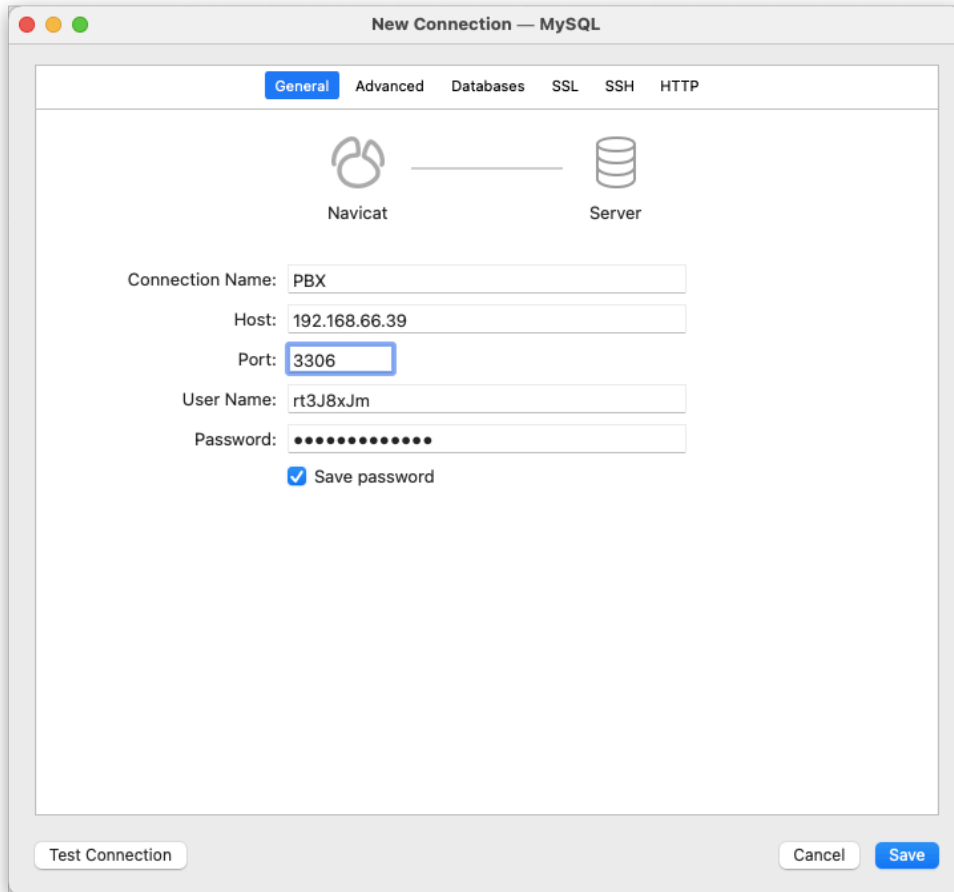 New Connection — MySQL
General Advanced Databases SSL SSH HTTP
Navicat Server
Connection Name: PBX
Host: 192.168.66.39
Port: 3306
User Name: rt3J8xJm
Password: •••••••••••••
Save password
Test Connection Cancel Save